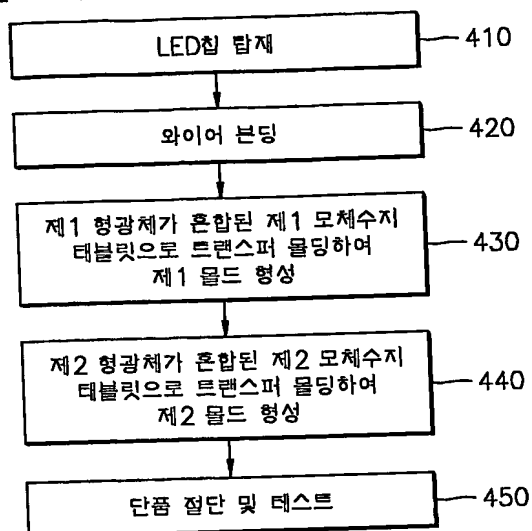 LED칩 탑재
410
와이어 본딩
420
제1 형광체가 혼합된 제1 모체수지
태블릿으로 트랜스퍼 몰딩하여
제1 몰드 형성
430
제2 형광체가 혼합된 제2 모체수지
태블릿으로 트랜스퍼 몰딩하여
제2 몰드 형성
440
단품 절단 및 테스트
450